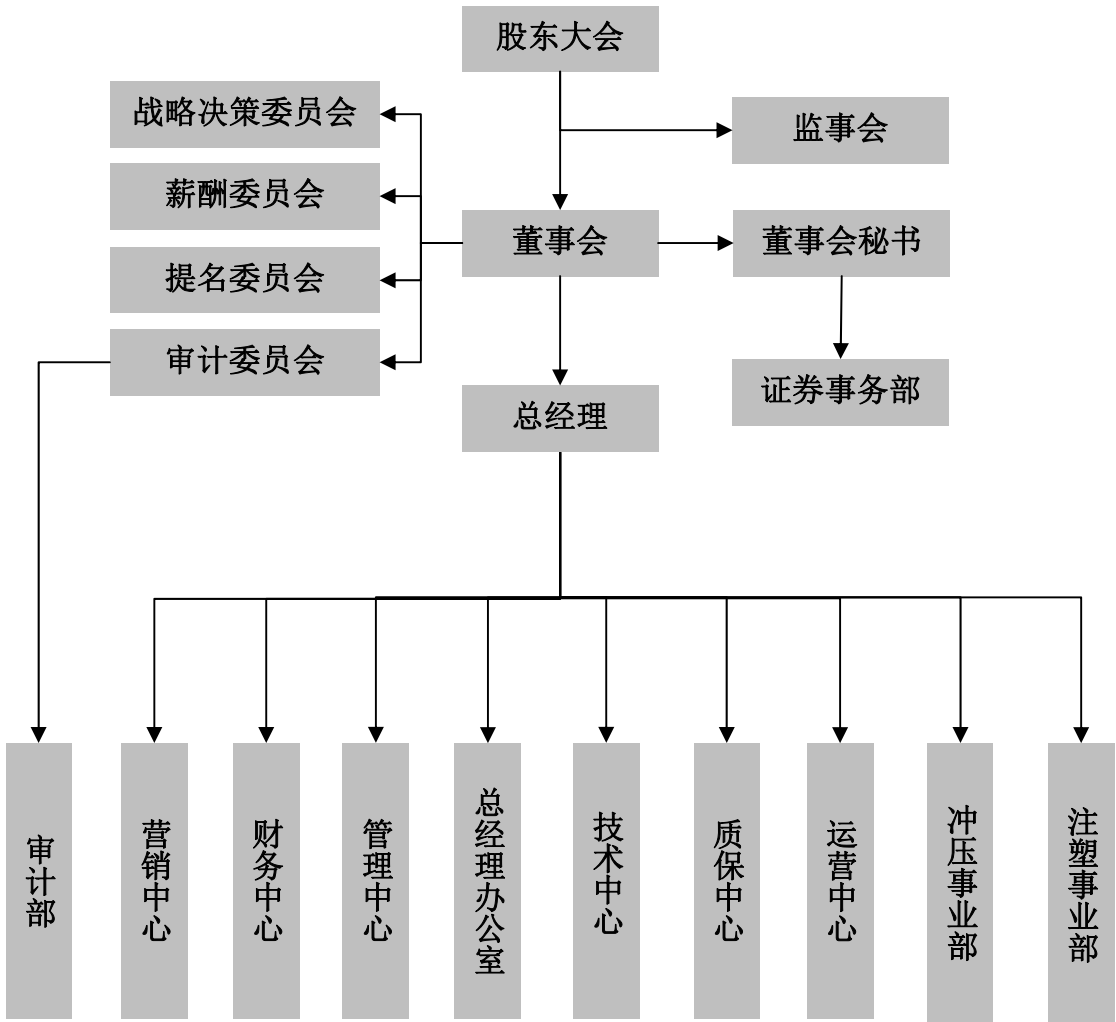 股东大会
战略决策委员会
监事会
薪酬委员会
董事会
董事会秘书
提名委员会
审计委员会
证券事务部
总经理
审计部
营销中心
财务中心
管理中心
总经理办公室
技术中心
质保中心
运营中心
冲压事业部
注塑事业部